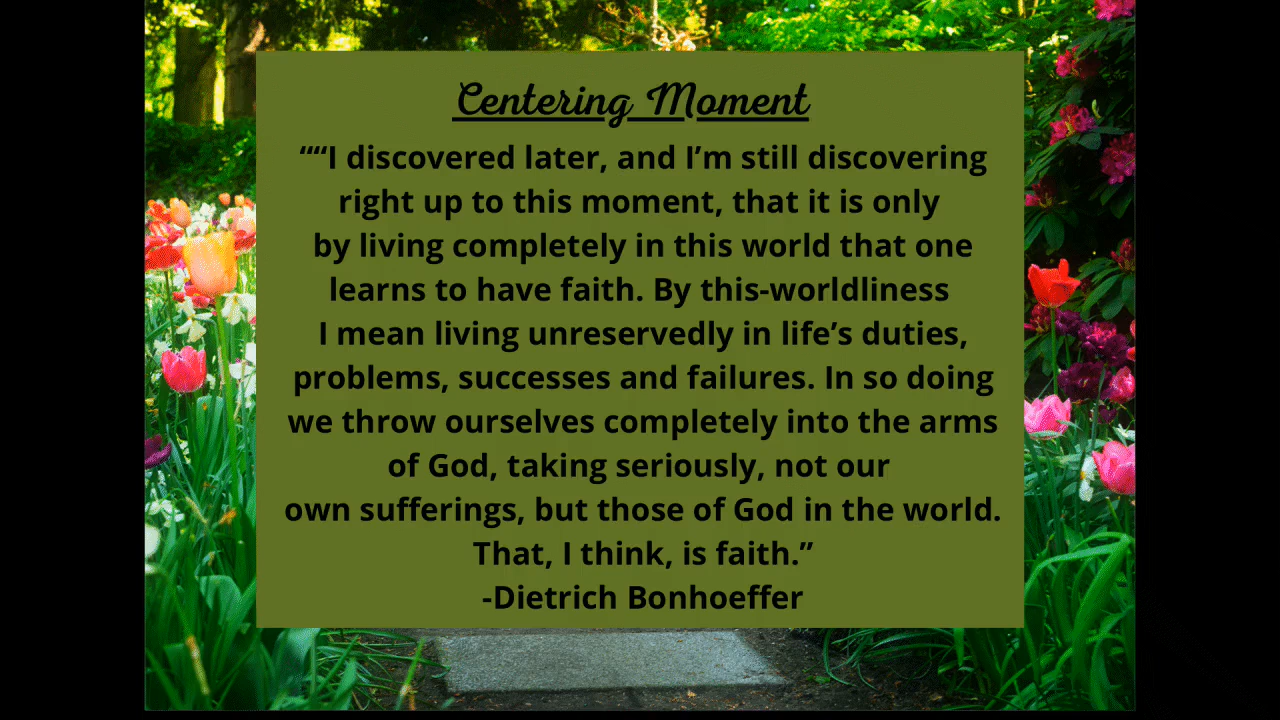 Centering Moment
““I discovered later, and I’m still discovering
right up to this moment, that it is only
by living completely in this world that one
learns to have faith. By this-worldliness
I mean living unreservedly in life’s duties,
problems, successes and failures. In so doing
we throw ourselves completely into the arms
of God, taking seriously, not our
own sufferings, but those of God in the world.
That, I think, is faith.”
-Dietrich Bonhoeffer